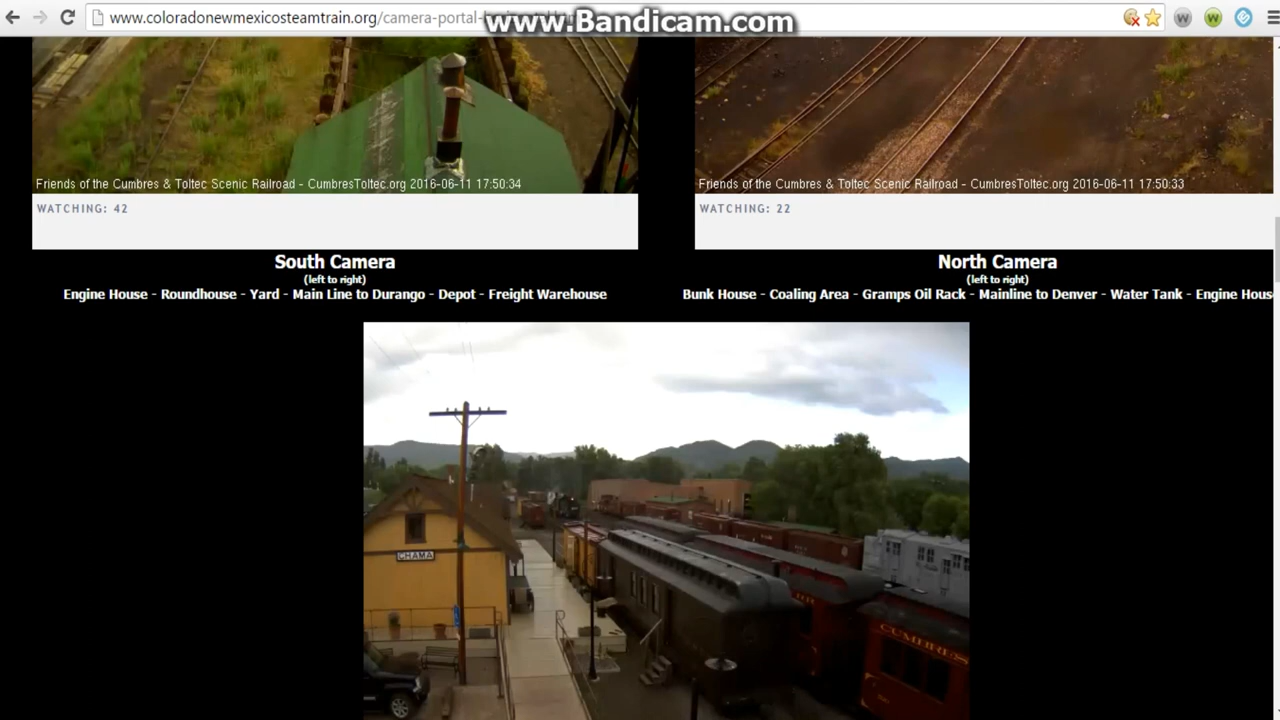 www.coloradonewmexicosteamtrain.org/camera-portal-
www.Bandicam.com
Friends of the Cumbres & Toltec Scenic Railroad - CumbresToltec.org 2016-06-11 17:50:34
Friends of the Cumbres & Toltec Scenic Railroad - CumbresToltec.org 2016-06-11 17:50:33
WATCHING: 42
WATCHING: 22
South Camera
(left to right)
Engine House - Roundhouse - Yard - Main Line to Durango - Depot - Freight Warehouse
North Camera
(left to right)
Bunk House - Coaling Area - Gramps Oil Rack - Mainline to Denver - Water Tank - Engine Hous
CHAMA
CUMBRES